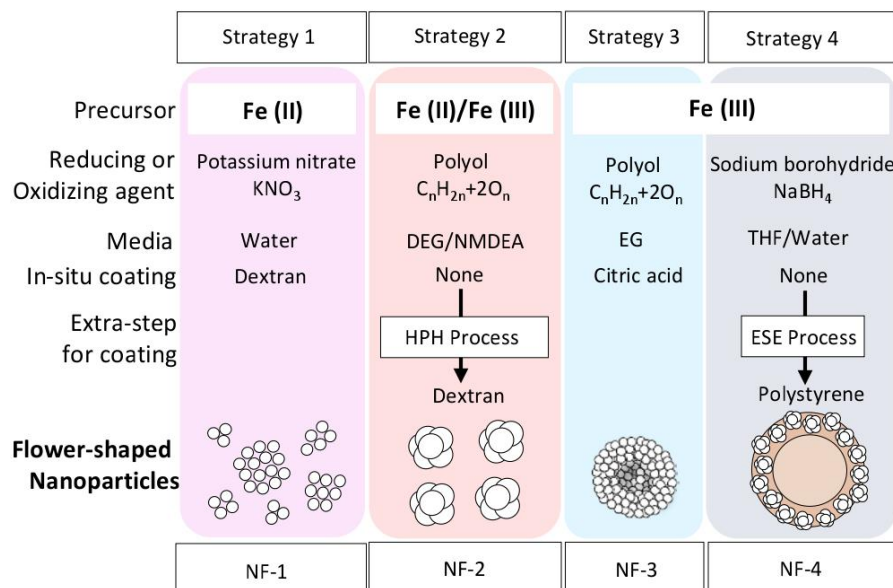 Strategy 1 Strategy 2 Strategy 3 Strategy 4
Precursor Fe (II) Fe (II)/Fe (III) Fe (III)
Reducing or
Oxidizing agent
Potassium nitrate
KNO₃
Polyol
CₙH₂ₙ+2Oₙ
Polyol
CₙH₂ₙ+2Oₙ
Sodium borohydride
NaBH₄
Media Water DEG/NMDEA EG THF/Water
In-situ coating Dextran None Citric acid None
Extra-step
for coating
HPH Process ESE Process
Dextran Polystyrene
Flower-shaped
Nanoparticles
NF-1 NF-2 NF-3 NF-4